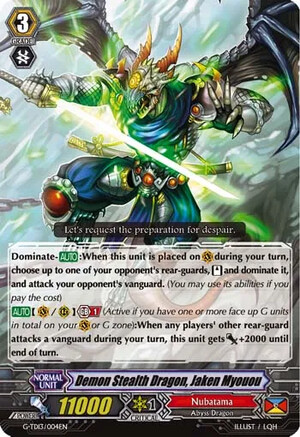 3
GRADE
Let's request the preparation for despair.
Dominate-AUTO:When this unit is placed on during your turn,
choose up to one of your opponent's rear-guards, [*] and dominate it,
and attack your opponent's vanguard. (You may use its abilities if you
pay the cost)
AUTO 1 (Active if you have one or more face up G units
in total on your or G zone):When any players' other rear-guard
attacks a vanguard during your turn, this unit gets +2000 until
end of turn.
NORMAL UNIT Demon Stealth Dragon, Jaken Myouou
POWER 11000 1 CRITICAL Nubatama
Abyss Dragon
G-TD13/004EN ILLUST / LQH